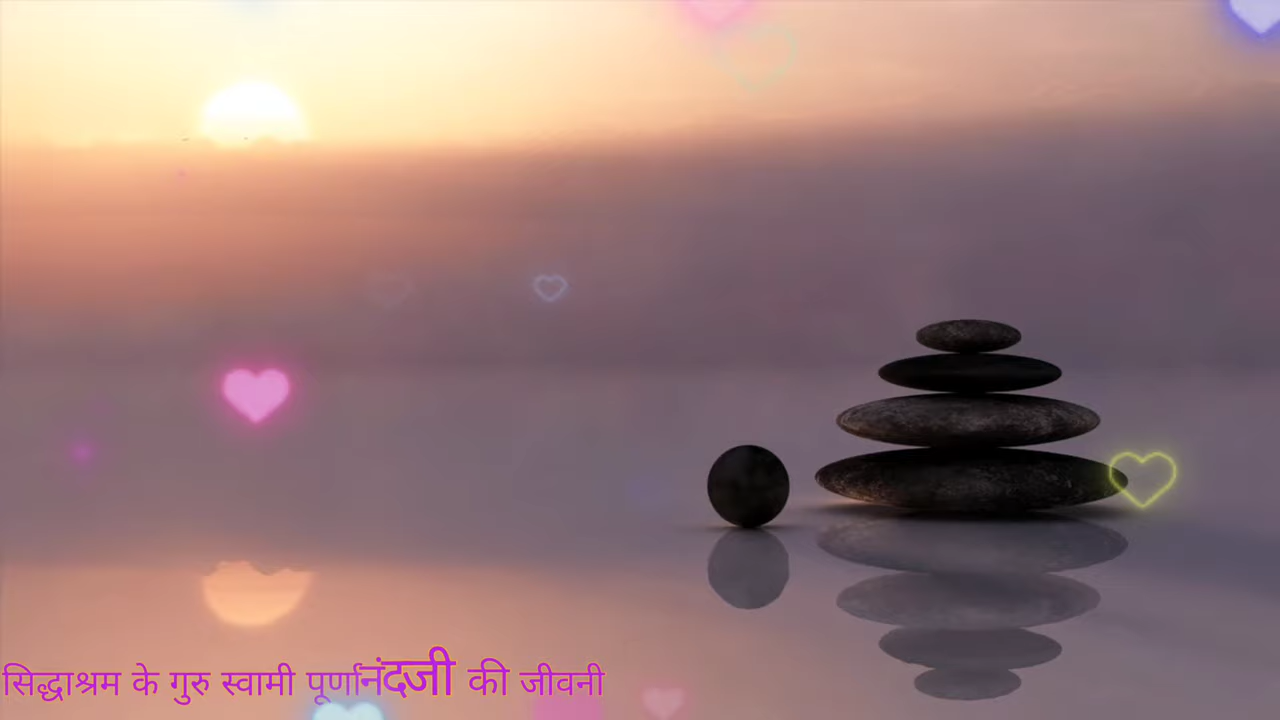 सिद्धाश्रम के गुरु स्वामी पूर्णानंदजी की जीवनी